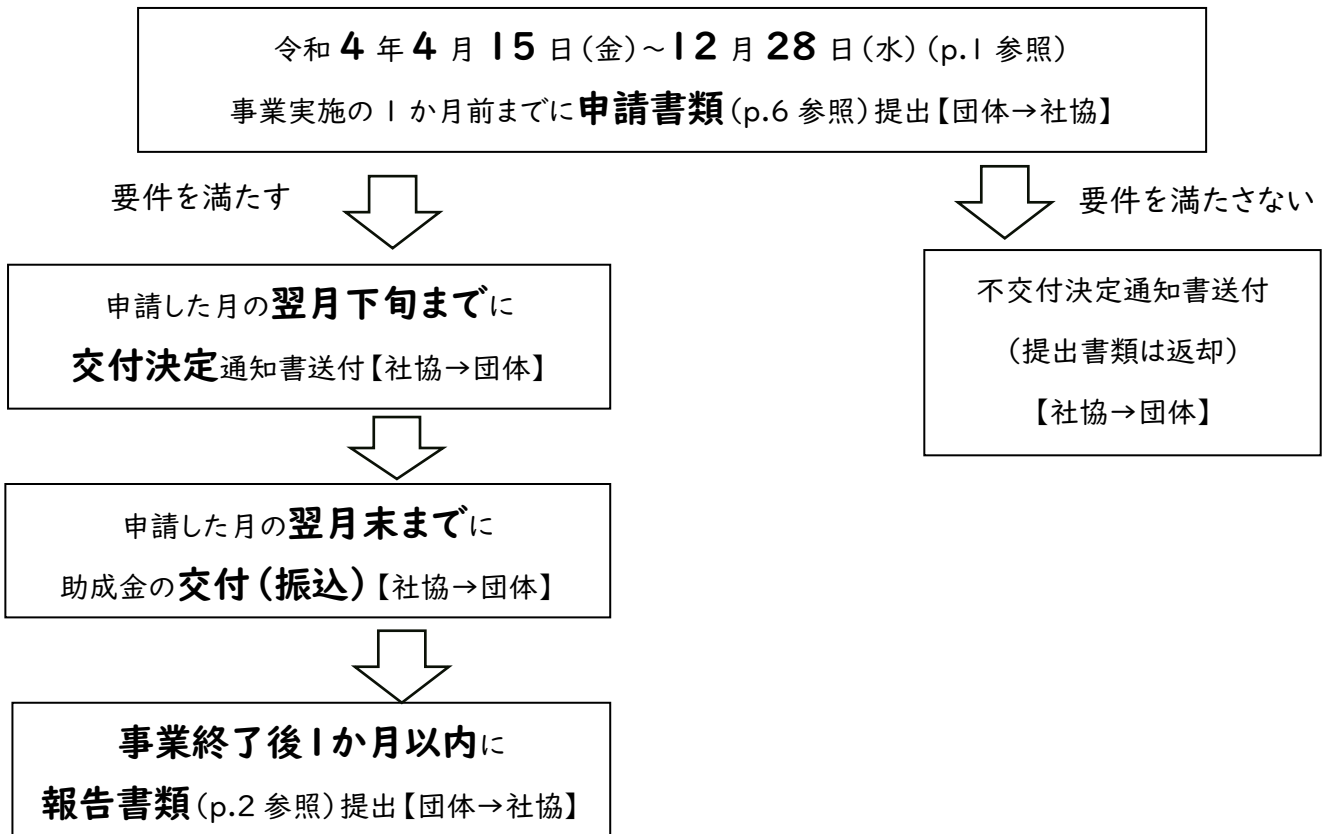 令和 4 年 4 月 15 日(金)~12 月 28 日(水) (p.1 参照)
事業実施の 1 か月前までに申請書類(p.6 参照)提出【団体→社協】
要件を満たす
要件を満たさない
申請した月の翌月下旬までに
交付決定通知書送付【社協→団体】
不交付決定通知書送付
(提出書類は返却)
【社協→団体】
申請した月の翌月末までに
助成金の交付(振込)【社協→団体】
事業終了後1か月以内に
報告書類(p.2 参照)提出【団体→社協】